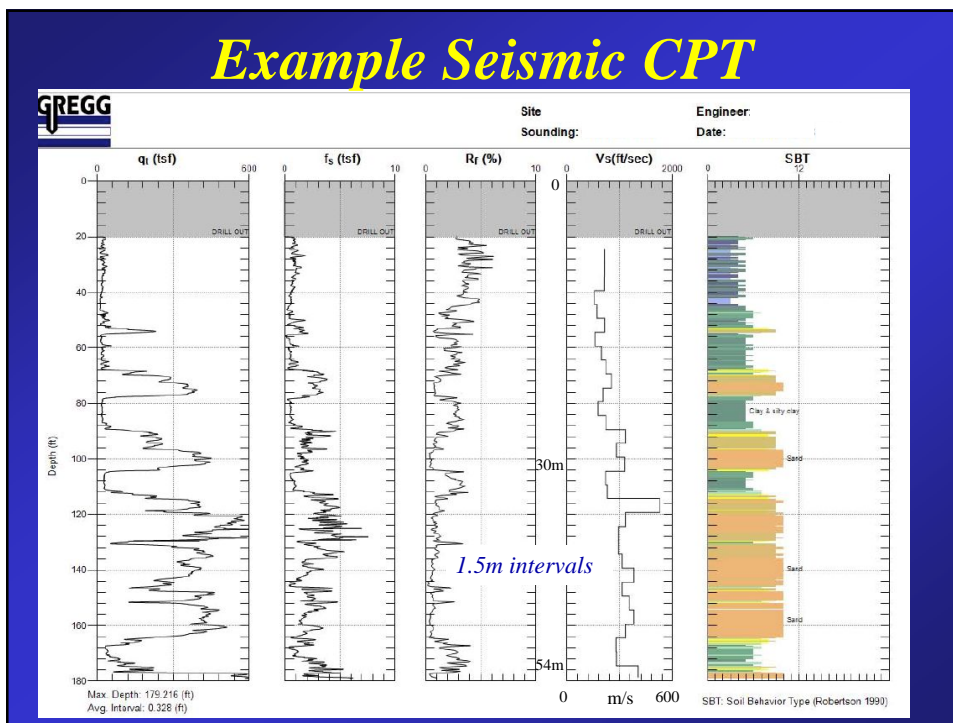 Example Seismic CPT
GREGG
Site
Engineer:
Sounding:
Date:
qt (tsf)
0 600
fs (tsf)
0 10
Rf (%)
0 10
Vs(ft/sec)
0 2000
SBT
0 12
0
0
DRILL OUT
DRILL OUT
DRILL OUT
DRILL OUT
20
40
60
80
Clay & silty clay
Depth (ft)
100
30m
Sand
120
140
1.5m intervals
Sand
160
Sand
54m
180
Max. Depth: 179.216 (ft)
Avg. Interval: 0.328 (ft)
0 m/s 600
SBT: Soil Behavior Type (Robertson 1990)